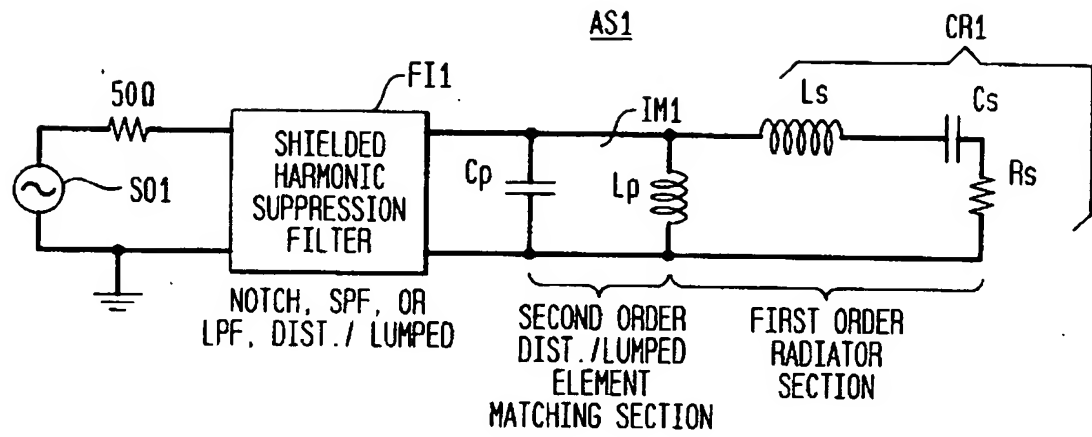 AS1
CR1
FI1
50Ω
SO1
SHIELDED
HARMONIC
SUPPRESSION
FILTER
NOTCH, SPF, OR
LPF, DIST./ LUMPED
IM1
Cp
Lp
Ls
Cs
Rs
SECOND ORDER
DIST./LUMPED
ELEMENT
MATCHING SECTION
FIRST ORDER
RADIATOR
SECTION